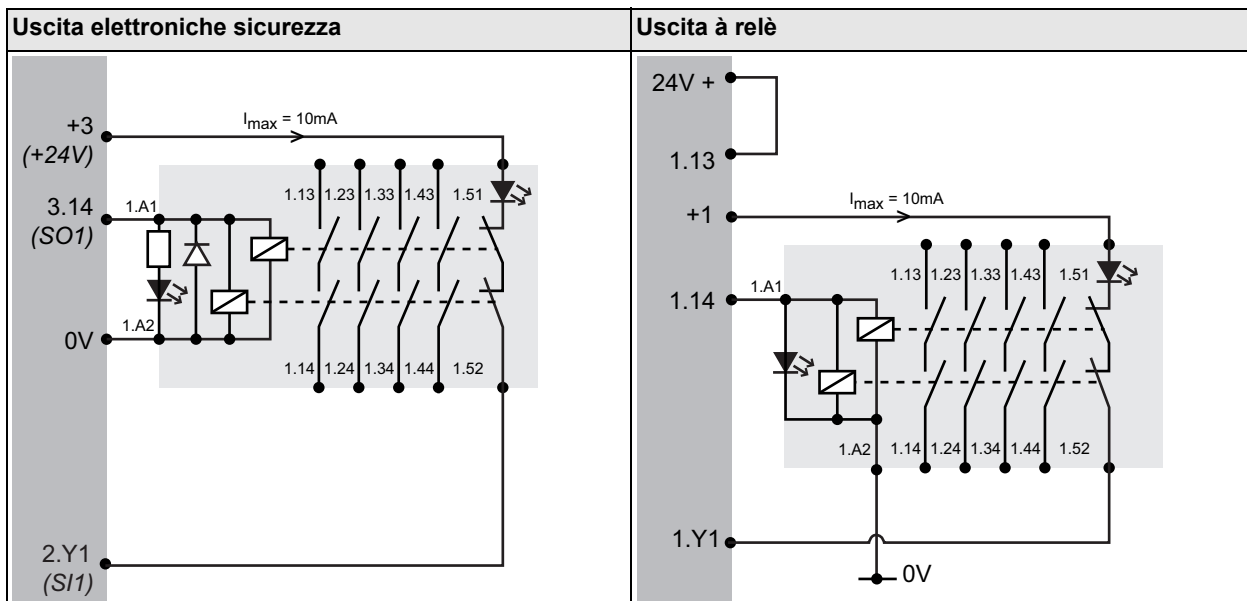 Uscita elettroniche sicurezza
+3
(+24V)
Imax = 10mA
1.13 1.23 1.33 1.43 1.51
3.14
(SO1)
1.A1
1.A2
0V
1.14 1.24 1.34 1.44 1.52
2.Y1
(SI1)
Uscita à relè
24V +
1.13
+1
Imax = 10mA
1.13 1.23 1.33 1.43 1.51
1.14
1.A1
1.A2
1.14 1.24 1.34 1.44 1.52
1.Y1
0V